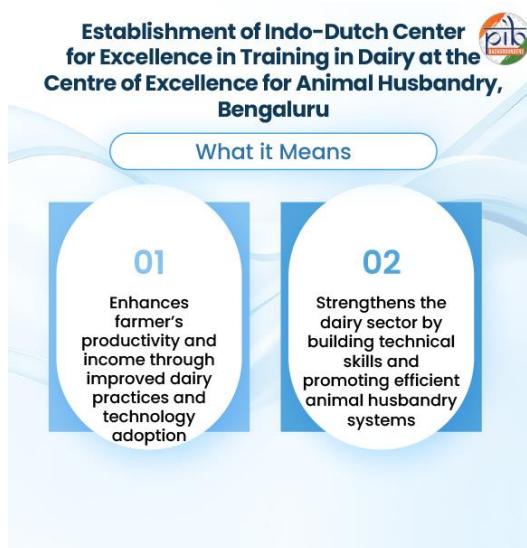 Establishment of Indo-Dutch Center
for Excellence in Training in Dairy at the
Centre of Excellence for Animal Husbandry,
Bengaluru
pib
BACKGROUNDERS
What it Means
01
Enhances
farmer's
productivity and
income through
improved dairy
practices and
technology
adoption
02
Strengthens the
dairy sector by
building technical
skills and
promoting efficient
animal husbandry
systems